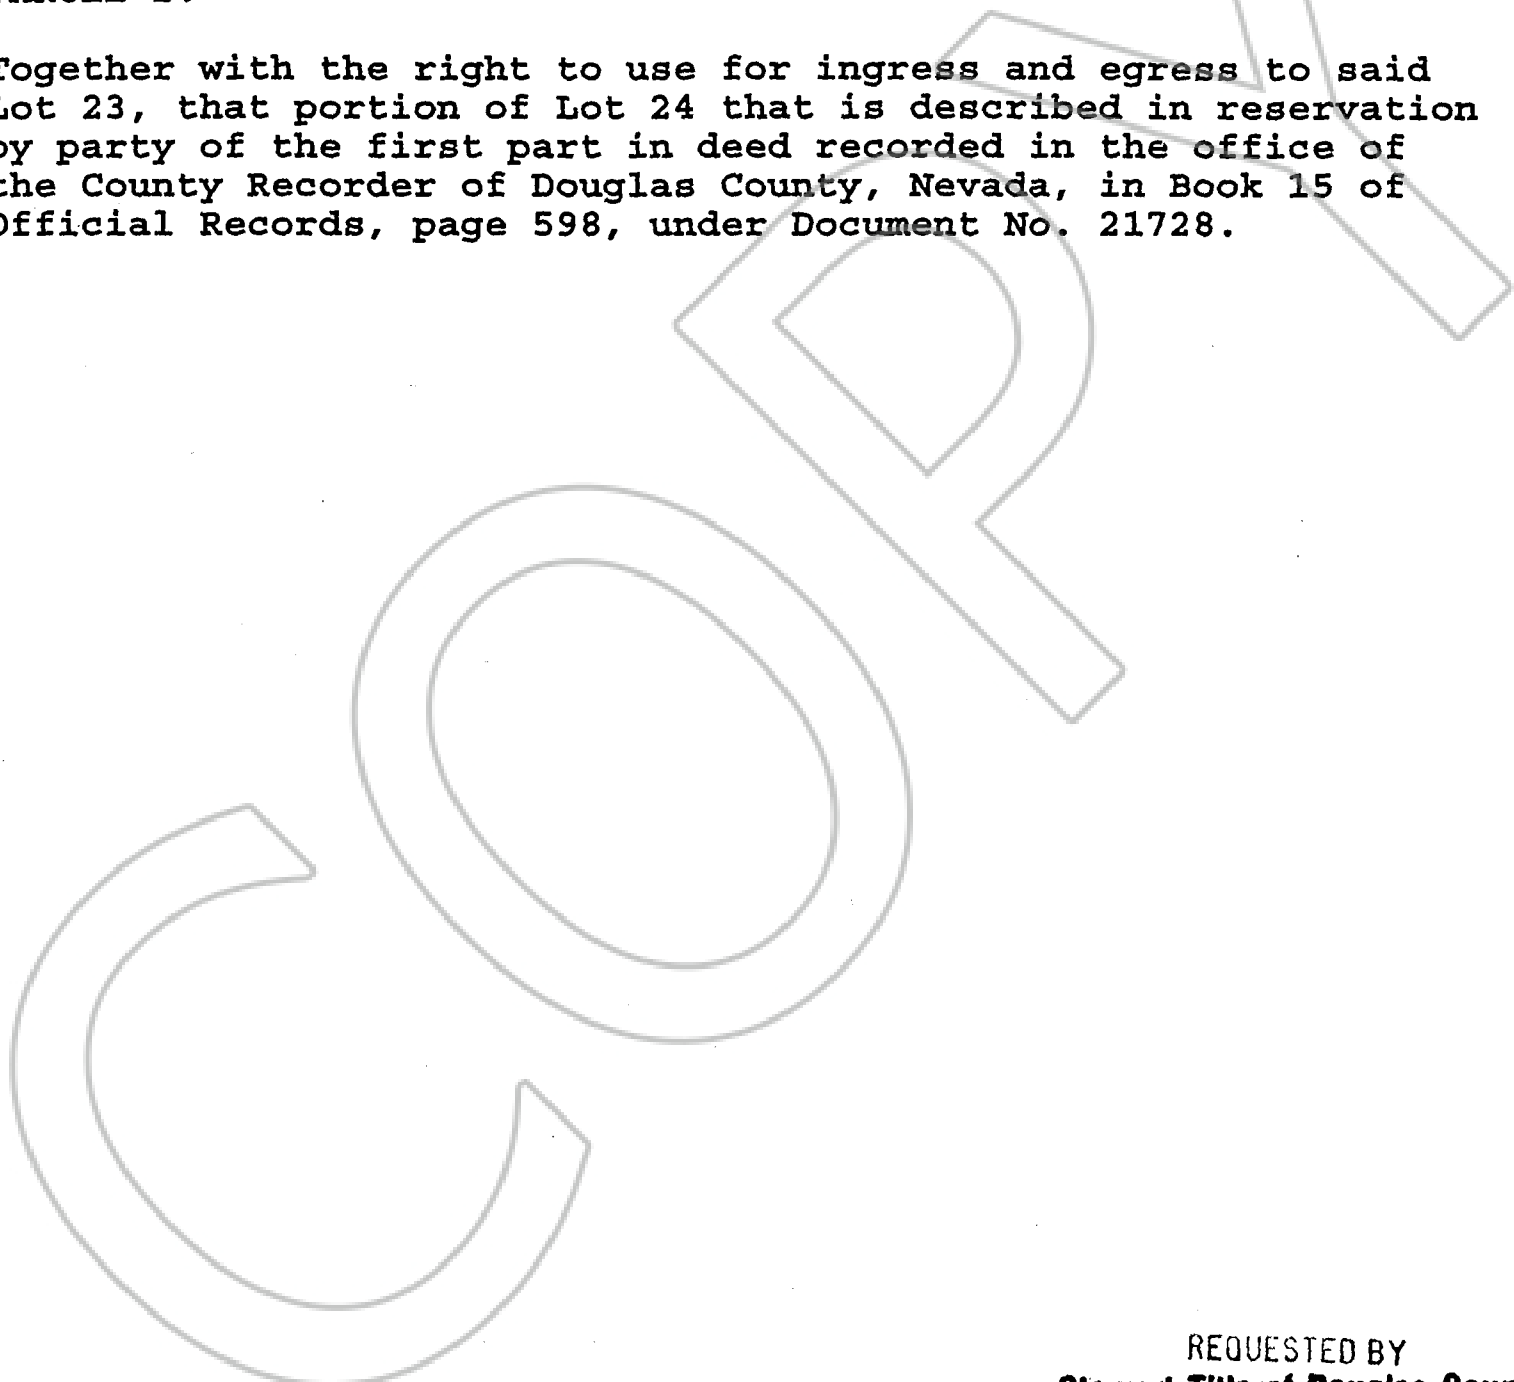 Together with the right to use for ingress and egress to said
Lot 23, that portion of Lot 24 that is described in reservation
by party of the first part in deed recorded in the office of
the County Recorder of Douglas County, Nevada, in Book 15 of
Official Records, page 598, under Document No. 21728.
COPY
REQUESTED BY
Title of Douglas